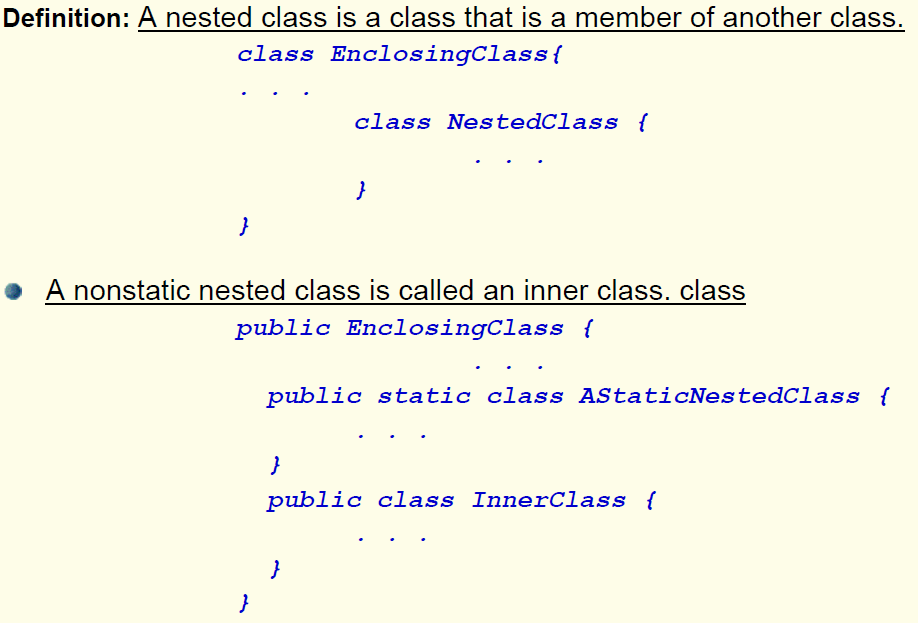 Definition: A nested class is a class that is a member of another class.
class EnclosingClass{
. . .
class NestedClass {
. . .
}
}
A nonstatic nested class is called an inner class. class
public EnclosingClass {
. . .
public static class AStaticNestedClass {
. . .
}
public class InnerClass {
. . .
}
}